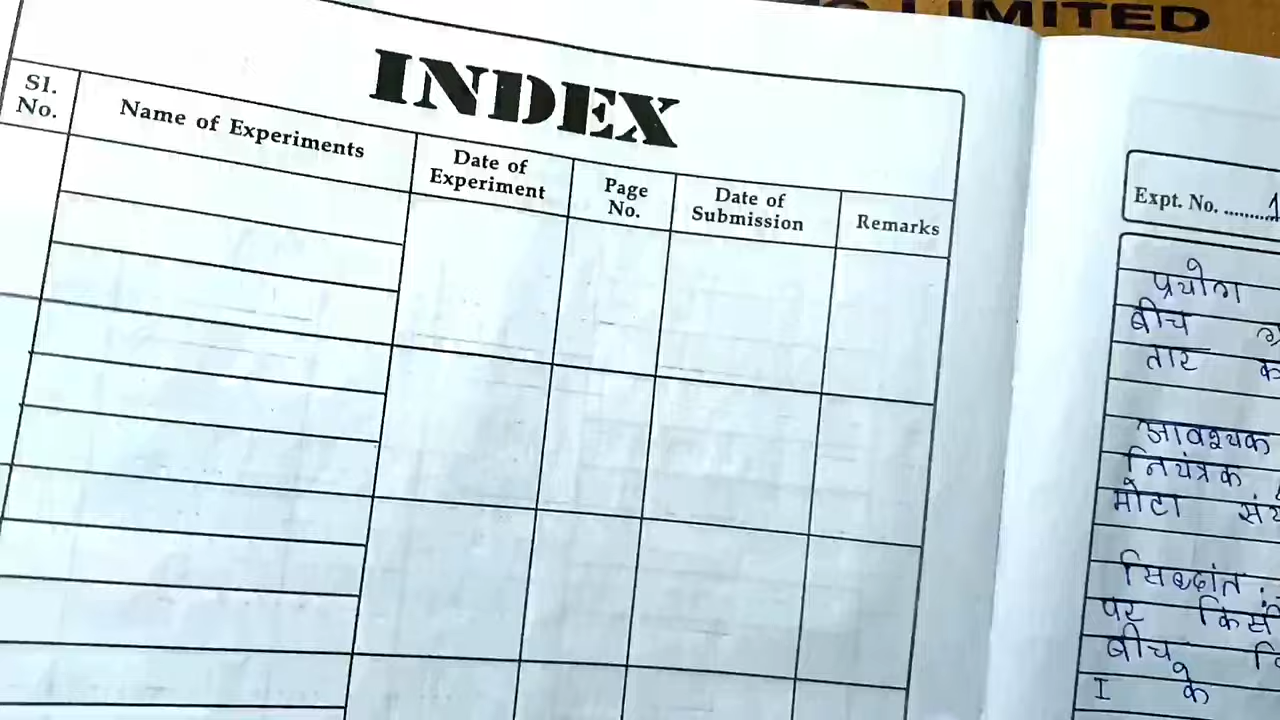 LIMITED
INDEX
Sl. No.
Name of Experiments
Date of Experiment
Page No.
Date of Submission
Remarks
Expt. No. .......... 1
प्रयोग
बीच
तार क
आवश्यक
नियंत्रक
मोटा
सिद्धांत
पर किसी
बीच
I के